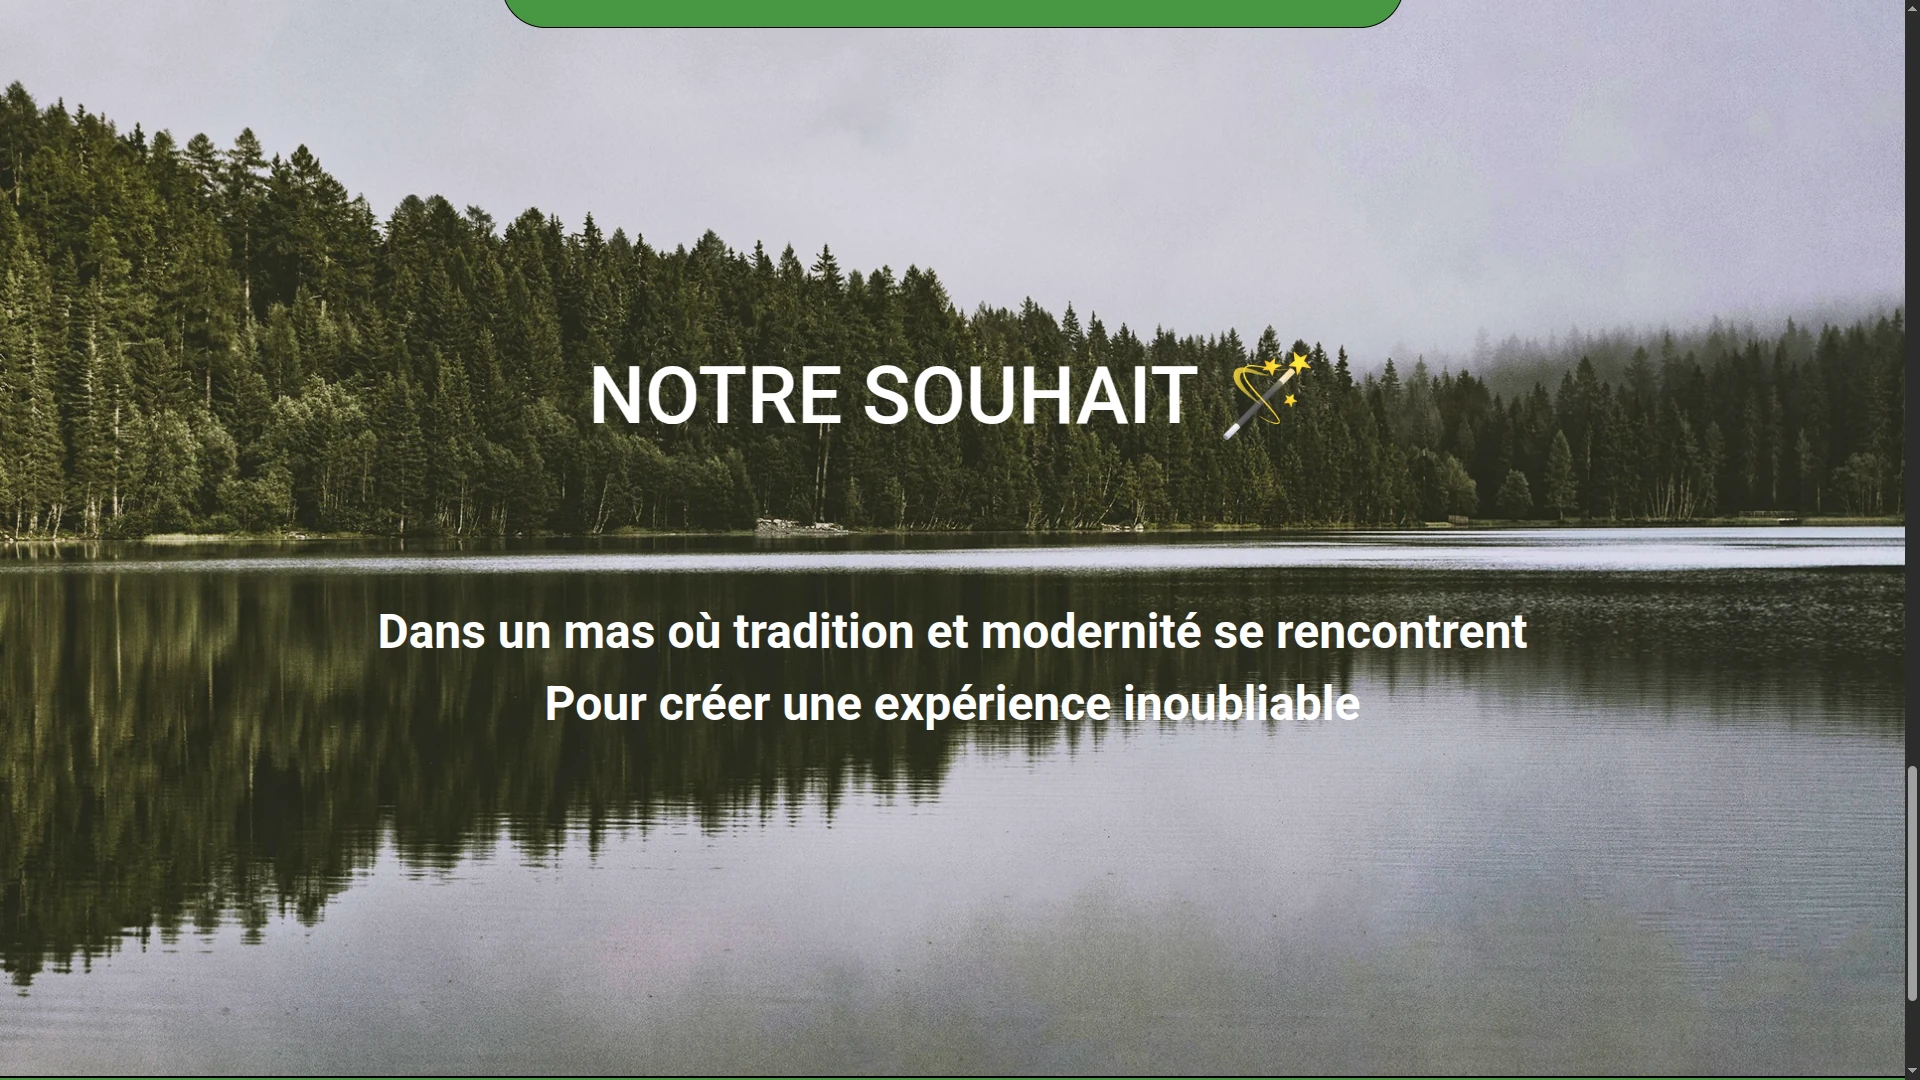 NOTRE SOUHAIT 🪄
Dans un mas où tradition et modernité se rencontrent
Pour créer une expérience inoubliable